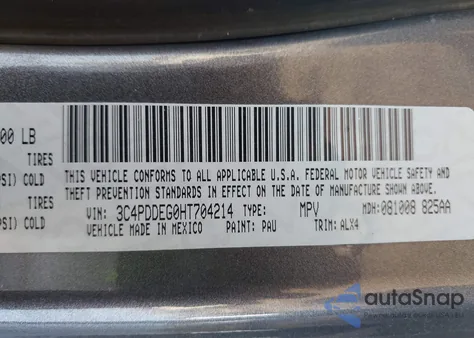 00 LB
TIRES
PSI) COLD
TIRES
PSI) COLD
THIS VEHICLE CONFORMS TO ALL APPLICABLE U.S.A. FEDERAL MOTOR VEHICLE SAFETY AND
THEFT PREVENTION STANDARDS IN EFFECT ON THE DATE OF MANUFACTURE SHOWN ABOVE.
VIN: 3C4PDDEG0HT704214 TYPE: MPV MDH: 081008 825AA
VEHICLE MADE IN MEXICO PAINT: PAU TRIM: ALX4
autoSnap